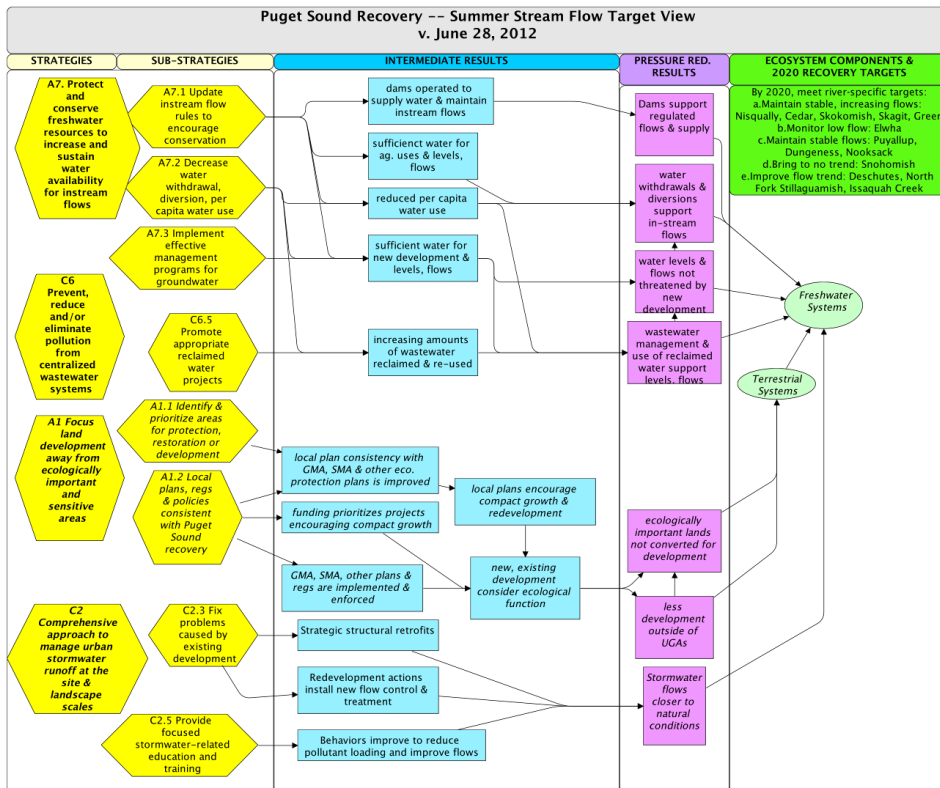 Puget Sound Recovery -- Summer Stream Flow Target View
v. June 28, 2012
STRATEGIES
SUB-STRATEGIES
INTERMEDIATE RESULTS
PRESSURE RED.
RESULTS
ECOSYSTEM COMPONENTS &
2020 RECOVERY TARGETS
A7. Protect
and
conserve
freshwater
resources to
increase and
sustain
water
availability
for instream
flows
C6
Prevent,
reduce
and/or
eliminate
pollution
from
centralized
wastewater
systems
A1 Focus
land
development
away from
ecologically
important
and
sensitive
areas
C2
Comprehensive
approach to
manage urban
stormwater
runoff at the
site &
landscape
scales
A7.1 Update
instream flow
rules to
encourage
conservation
A7.2 Decrease
water
withdrawal,
diversion, per
capita water use
A7.3 Implement
effective
management
programs for
groundwater
C6.5
Promote
appropriate
reclaimed
water
projects
A1.1 Identify &
prioritize areas
for protection,
restoration or
development
A1.2 Local
plans, regs
& policies
consistent
with Puget
Sound
recovery
C2.3 Fix
problems
caused by
existing
development
C2.5 Provide
focused
stormwater-related
education and
training
dams operated to
supply water & maintain
instream flows
sufficienct water for
ag. uses & levels,
flows
reduced per capita
water use
sufficient water for
new development &
levels, flows
increasing amounts
of wastewater
reclaimed & re-used
local plan consistency with
GMA, SMA & other eco.
protection plans is improved
funding prioritizes projects
encouraging compact growth
GMA, SMA, other plans &
regs are implemented &
enforced
local plans encourage
compact growth &
redevelopment
new, existing
development
consider ecological
function
Strategic structural retrofits
Redevelopment actions
install new flow control &
treatment
Behaviors improve to reduce
pollutant loading and improve flows
Dams support
regulated
flows & supply
water
withdrawals &
diversions
support
in-stream
flows
water levels &
flows not
threatened by
new
development
wastewater
management &
use of reclaimed
water support
levels, flows
ecologically
important lands
not converted for
development
less
development
outside of
UGAs
Stormwater
flows
closer to
natural
conditions
By 2020, meet river-specific targets:
a.Maintain stable, increasing flows:
Nisqually, Cedar, Skokomish, Skagit, Green
b.Monitor low flow: Elwha
c.Maintain stable flows: Puyallup,
Dungeness, Nooksack
d.Bring to no trend: Snohomish
e.Improve flow trend: Deschutes, North
Fork Stillaguamish, Issaquah Creek
Freshwater
Systems
Terrestrial
Systems